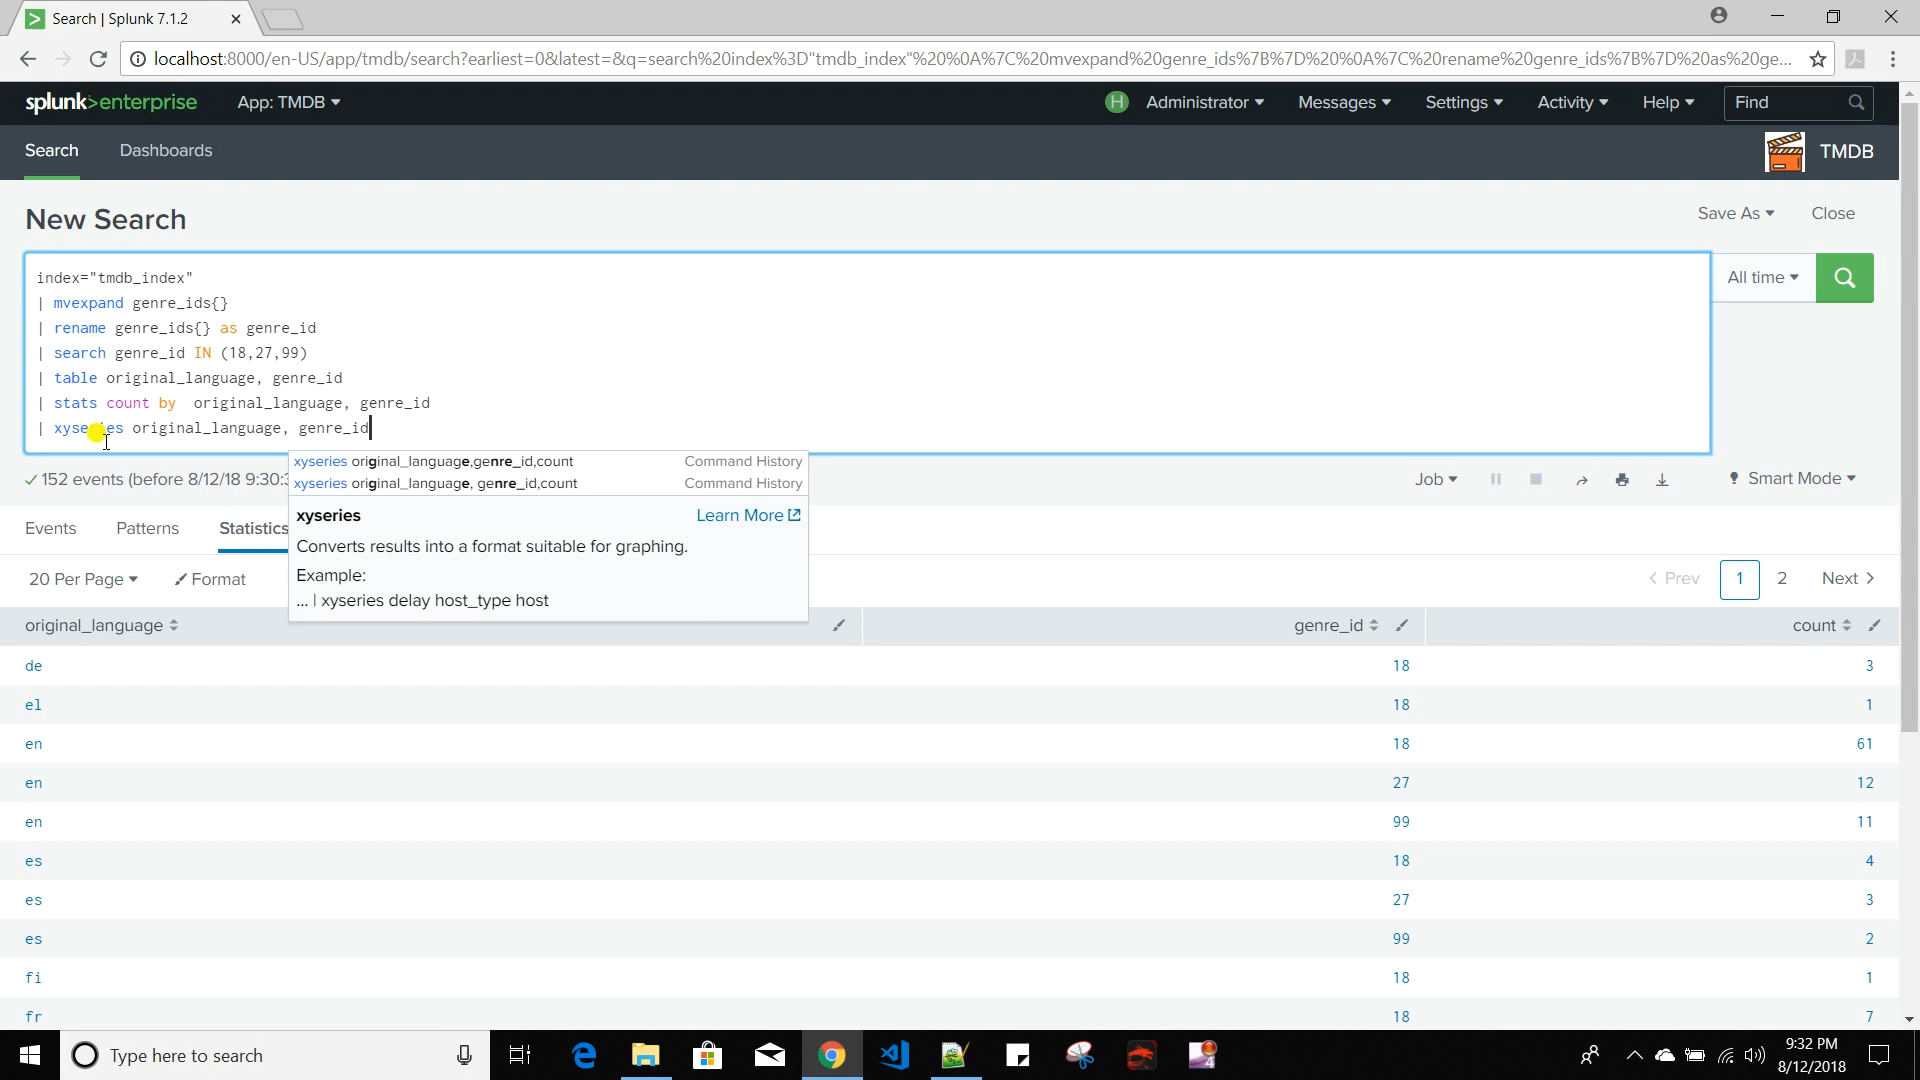 Search | Splunk 7.1.2
localhost:8000/en-US/app/tmdb/search?earliest=0&latest=&q=search%20index%3D"tmdb_index"%20%0A%7C%20mvexpand%20genre_ids%7B%7D%20%0A%7C%20rename%20genre_ids%7B%7D%20as%20ge...
splunk>enterprise App: TMDB H Administrator Messages Settings Activity Help Find
Search Dashboards TMDB
New Search Save As Close
index="tmdb_index" All time
| mvexpand genre_ids{}
| rename genre_ids{} as genre_id
| search genre_id IN (18,27,99)
| table original_language, genre_id
| stats count by original_language, genre_id
| xyseries original_language, genre_id
xyseries original_language,genre_id,count Command History
152 events (before 8/12/18 9:30:3 Job Smart Mode
xyseries original_language, genre_id,count Command History
xyseries Learn More
Events Patterns Statistics
Converts results into a format suitable for graphing.
Example:
20 Per Page Format Prev 1 2 Next
... | xyseries delay host_type host
original_language genre_id count
de 18 3
el 18 1
en 18 61
en 27 12
en 99 11
es 18 4
es 27 3
es 99 2
fi 18 1
fr 18 7
Type here to search 9:32 PM
8/12/2018